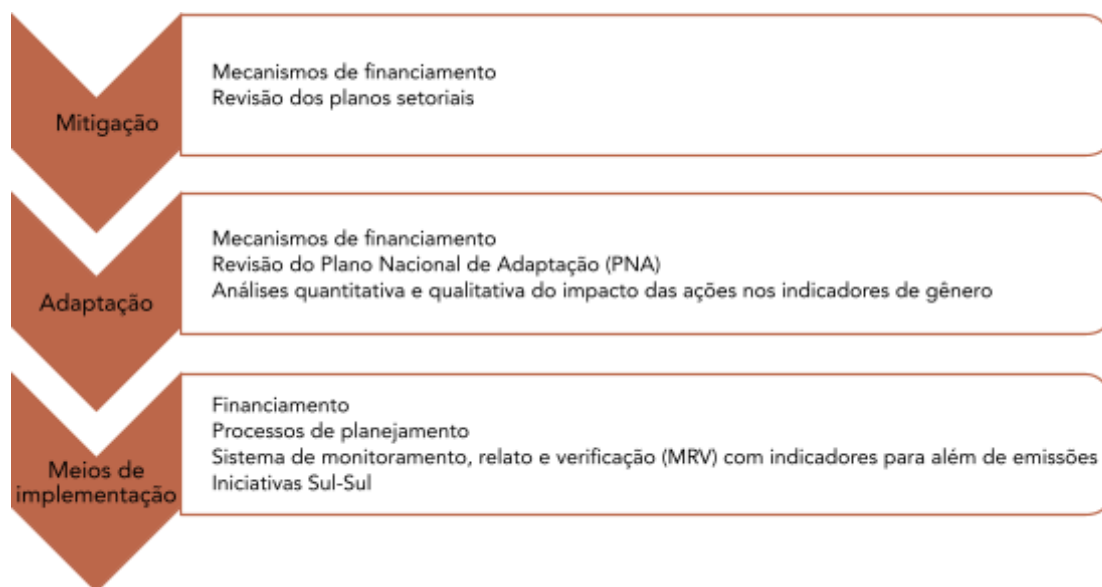 Mitigação
Mecanismos de financiamento
Revisão dos planos setoriais
Adaptação
Mecanismos de financiamento
Revisão do Plano Nacional de Adaptação (PNA)
Análises quantitativa e qualitativa do impacto das ações nos indicadores de gênero
Meios de
implementação
Financiamento
Processos de planejamento
Sistema de monitoramento, relato e verificação (MRV) com indicadores para além de emissões
Iniciativas Sul-Sul